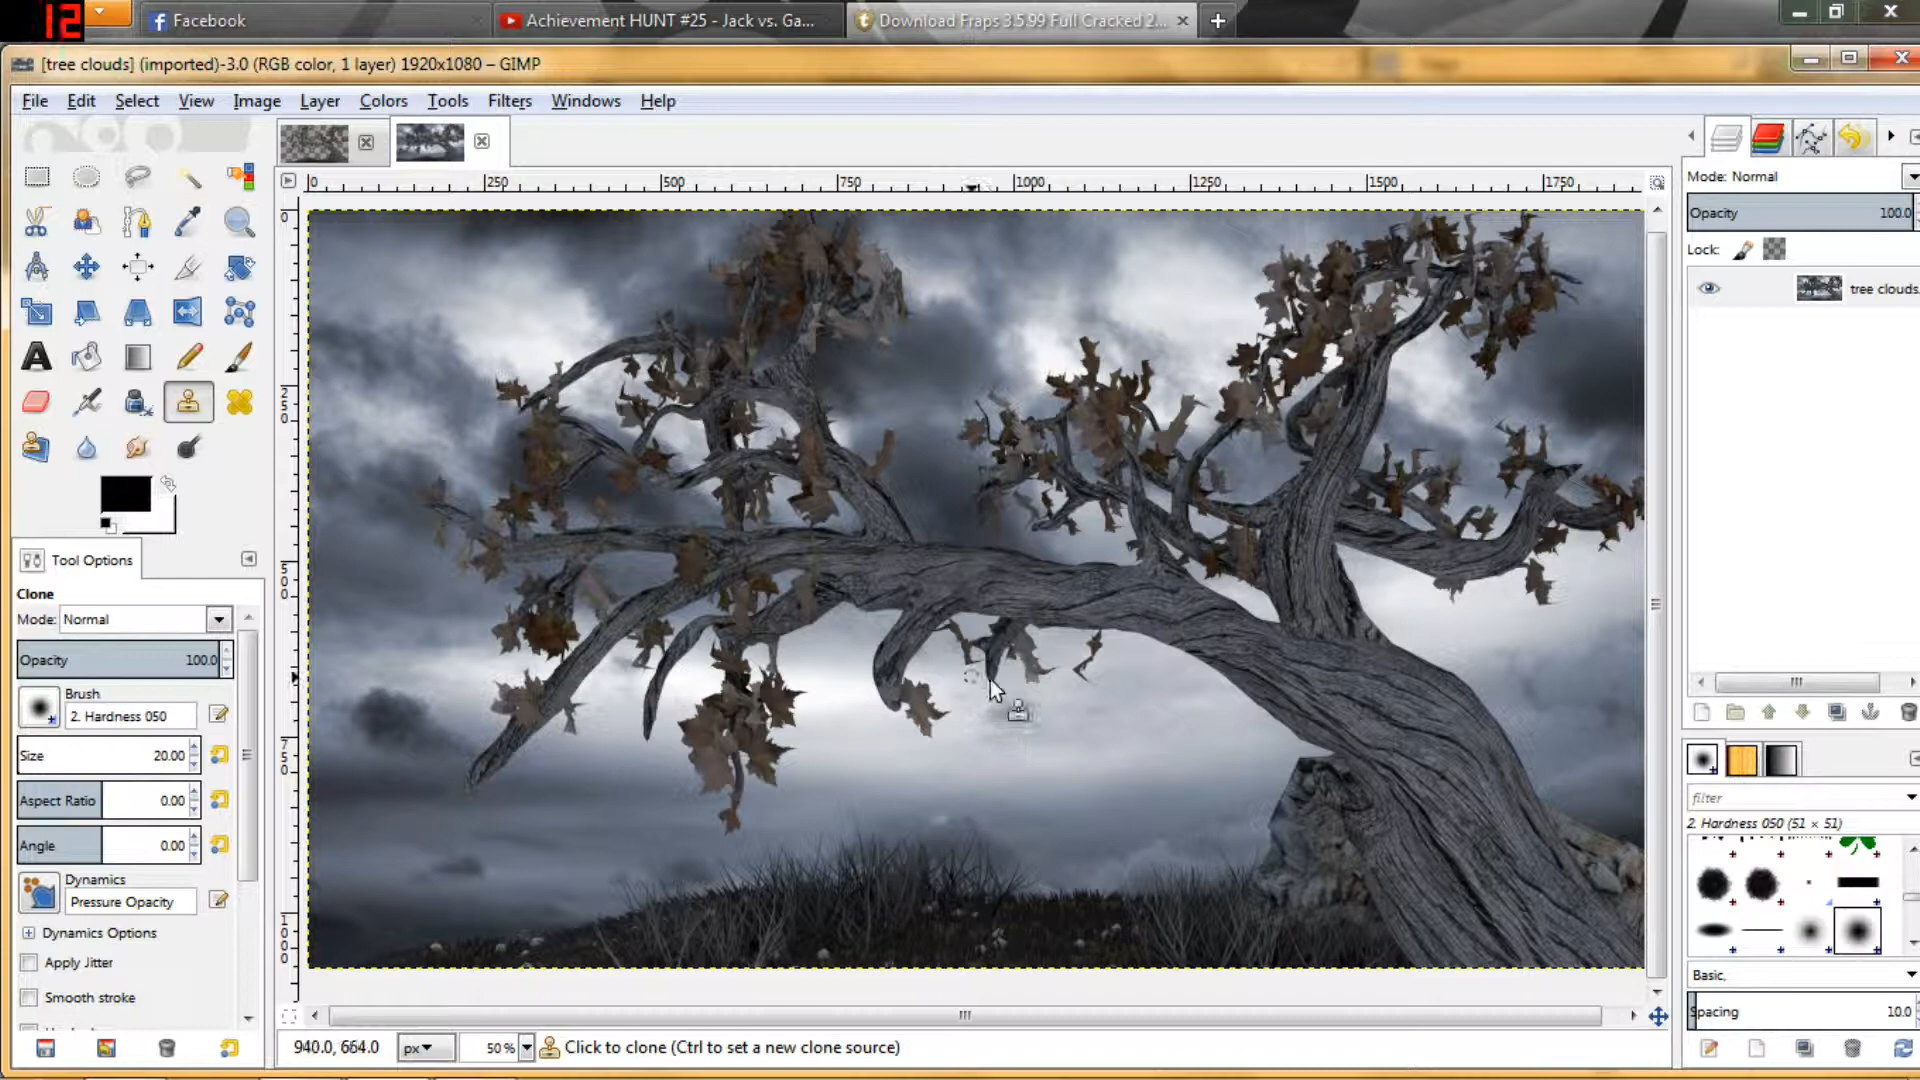 12
Facebook
Achievement HUNT #25 - Jack vs. Ga...
Download Fraps 3.5.99 Full Cracked 2...
[tree clouds] (imported)-3.0 (RGB color, 1 layer) 1920x1080 – GIMP
File Edit Select View Image Layer Tools Filters Windows Help
0 250 500 750 1000 1250 1500 1750
Mode: Normal
Opacity 100.0
Lock:
tree clouds.
0
250
500
750
1000
Tool Options
Clone
Mode: Normal
Opacity 100.0
Brush
2. Hardness 050
Size 20.00
Aspect Ratio 0.00
Angle 0.00
Dynamics
Pressure Opacity
Dynamics Options
Apply Jitter
Smooth stroke
filter
2. Hardness 050 (51 × 51)
Basic,
Spacing 10.0
940.0, 664.0 px 50 % Click to clone (Ctrl to set a new clone source)